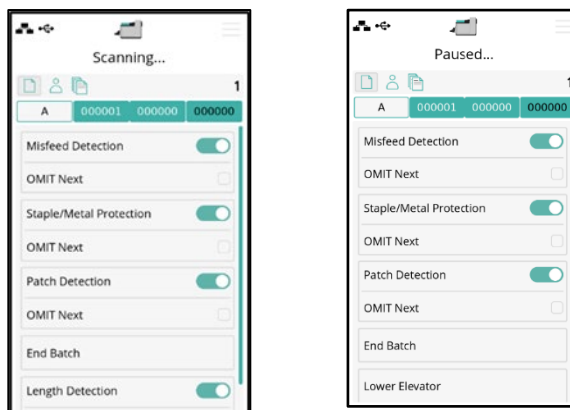 Scanning...
1
A 000001 000000 000000
Misfeed Detection
OMIT Next
Staple/Metal Protection
OMIT Next
Patch Detection
OMIT Next
End Batch
Length Detection
Paused...
1
A 000001 000000 000000
Misfeed Detection
OMIT Next
Staple/Metal Protection
OMIT Next
Patch Detection
OMIT Next
End Batch
Lower Elevator